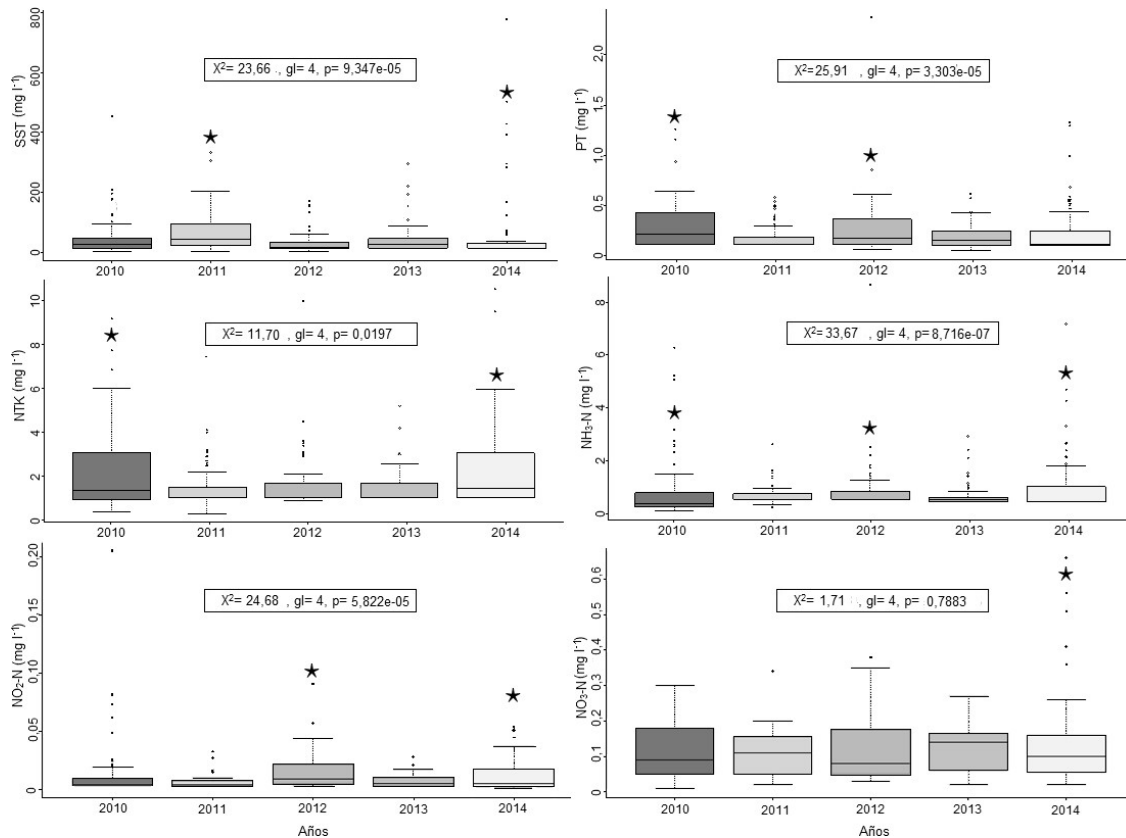 SST (mg l-1)
800
600
400
200
0
X2= 23,66 , gl= 4, p= 9,347e-05
2010 2011 2012 2013 2014
PT (mg l-1)
2,0
1,5
1,0
0,5
0
X2=25,91 , gl= 4, p= 3,303e-05
2010 2011 2012 2013 2014
NTK (mg l-1)
10
8
6
4
2
0
X2= 11,70 , gl= 4, p= 0,0197
2010 2011 2012 2013 2014
NH3-N (mg l-1)
8
6
4
2
0
X2= 33,67 , gl= 4, p= 8,716e-07
2010 2011 2012 2013 2014
NO2-N (mg l-1)
0,20
0,15
0,10
0,05
0
X2= 24,68 , gl= 4, p= 5,822e-05
2010 2011 2012 2013 2014
Años
NO3-N (mg l-1)
0,6
0,5
0,4
0,3
0,2
0,1
0
X2= 1,71 , gl= 4, p= 0,7883
2010 2011 2012 2013 2014
Años